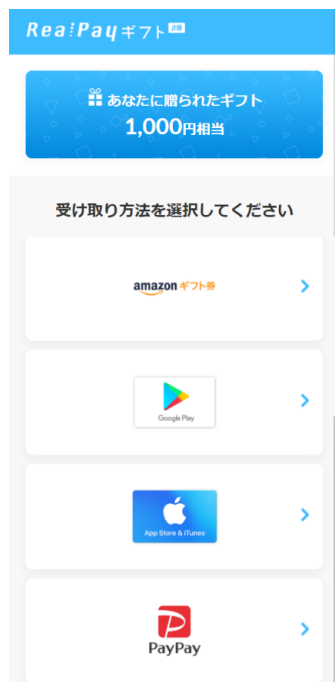 RealPayギフト
あなたに贈られたギフト
1,000円相当
受け取り方法を選択してください
amazon ギフト券
Google Play
App Store & iTunes
PayPay